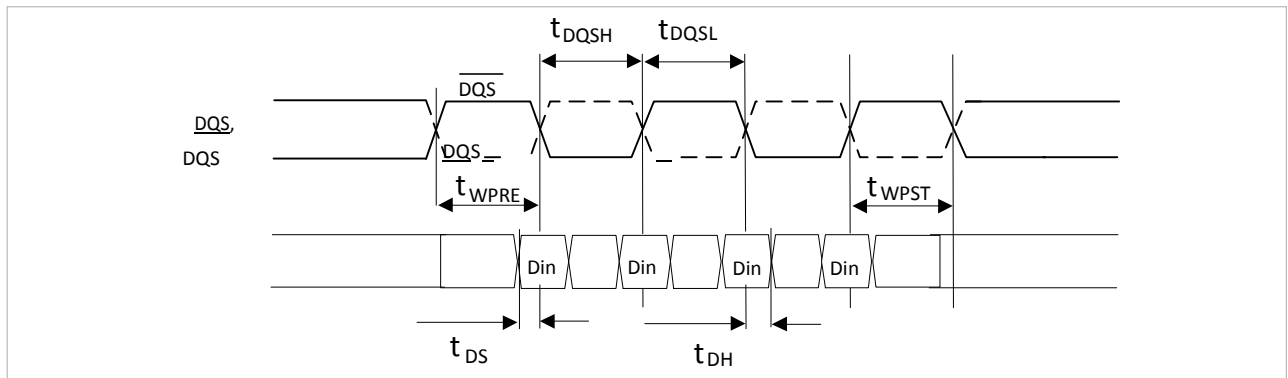 tDQSH tDQSL
DQS
DQS,
DQS
DQS
tWPRE tWPST
Din Din Din Din
tDS tDH